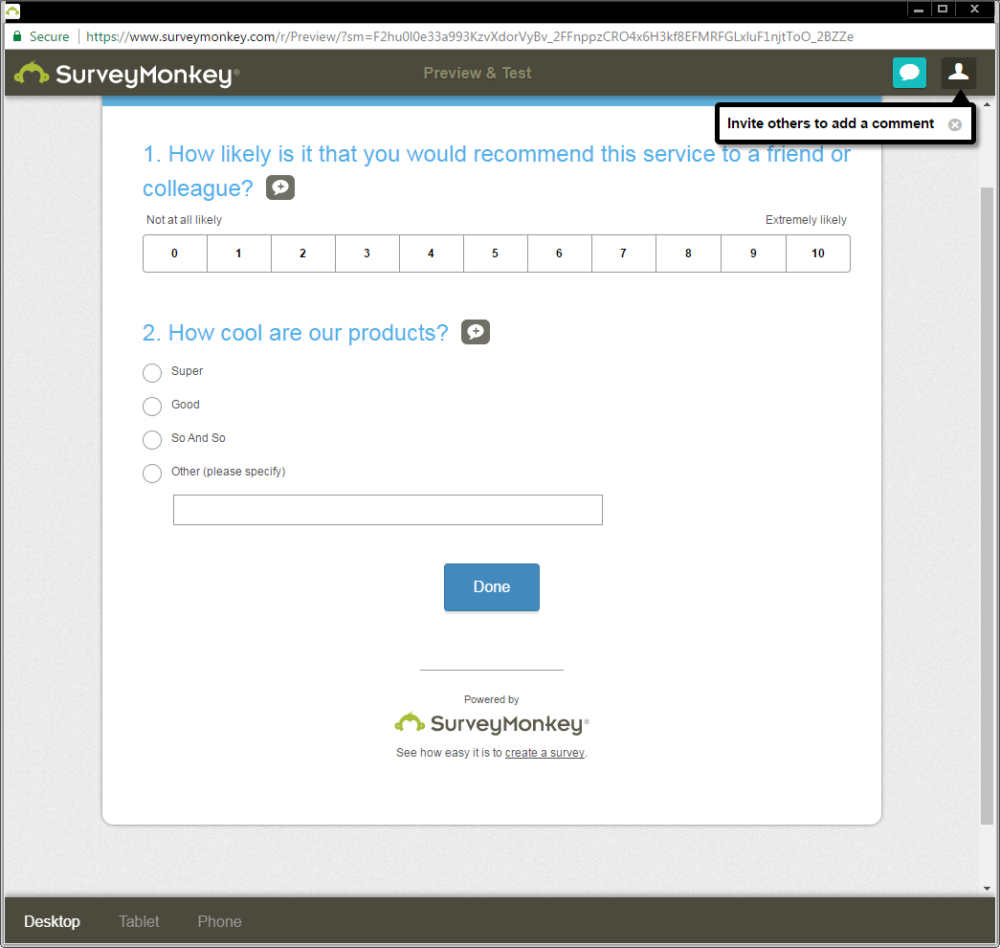 Secure https://www.surveymonkey.com/r/Preview/?sm=F2hu0l0e33a993KzvXdorVyBv_2FFnppzCRO4x6H3kf8EFMRFGLxIuF1njtToO_2BZZe
SurveyMonkey® Preview & Test
Invite others to add a comment
1. How likely is it that you would recommend this service to a friend or
colleague?
Not at all likely Extremely likely
0 1 2 3 4 5 6 7 8 9 10
2. How cool are our products?
Super
Good
So And So
Other (please specify)
Done
Powered by
SurveyMonkey®
See how easy it is to create a survey.
Desktop Tablet Phone